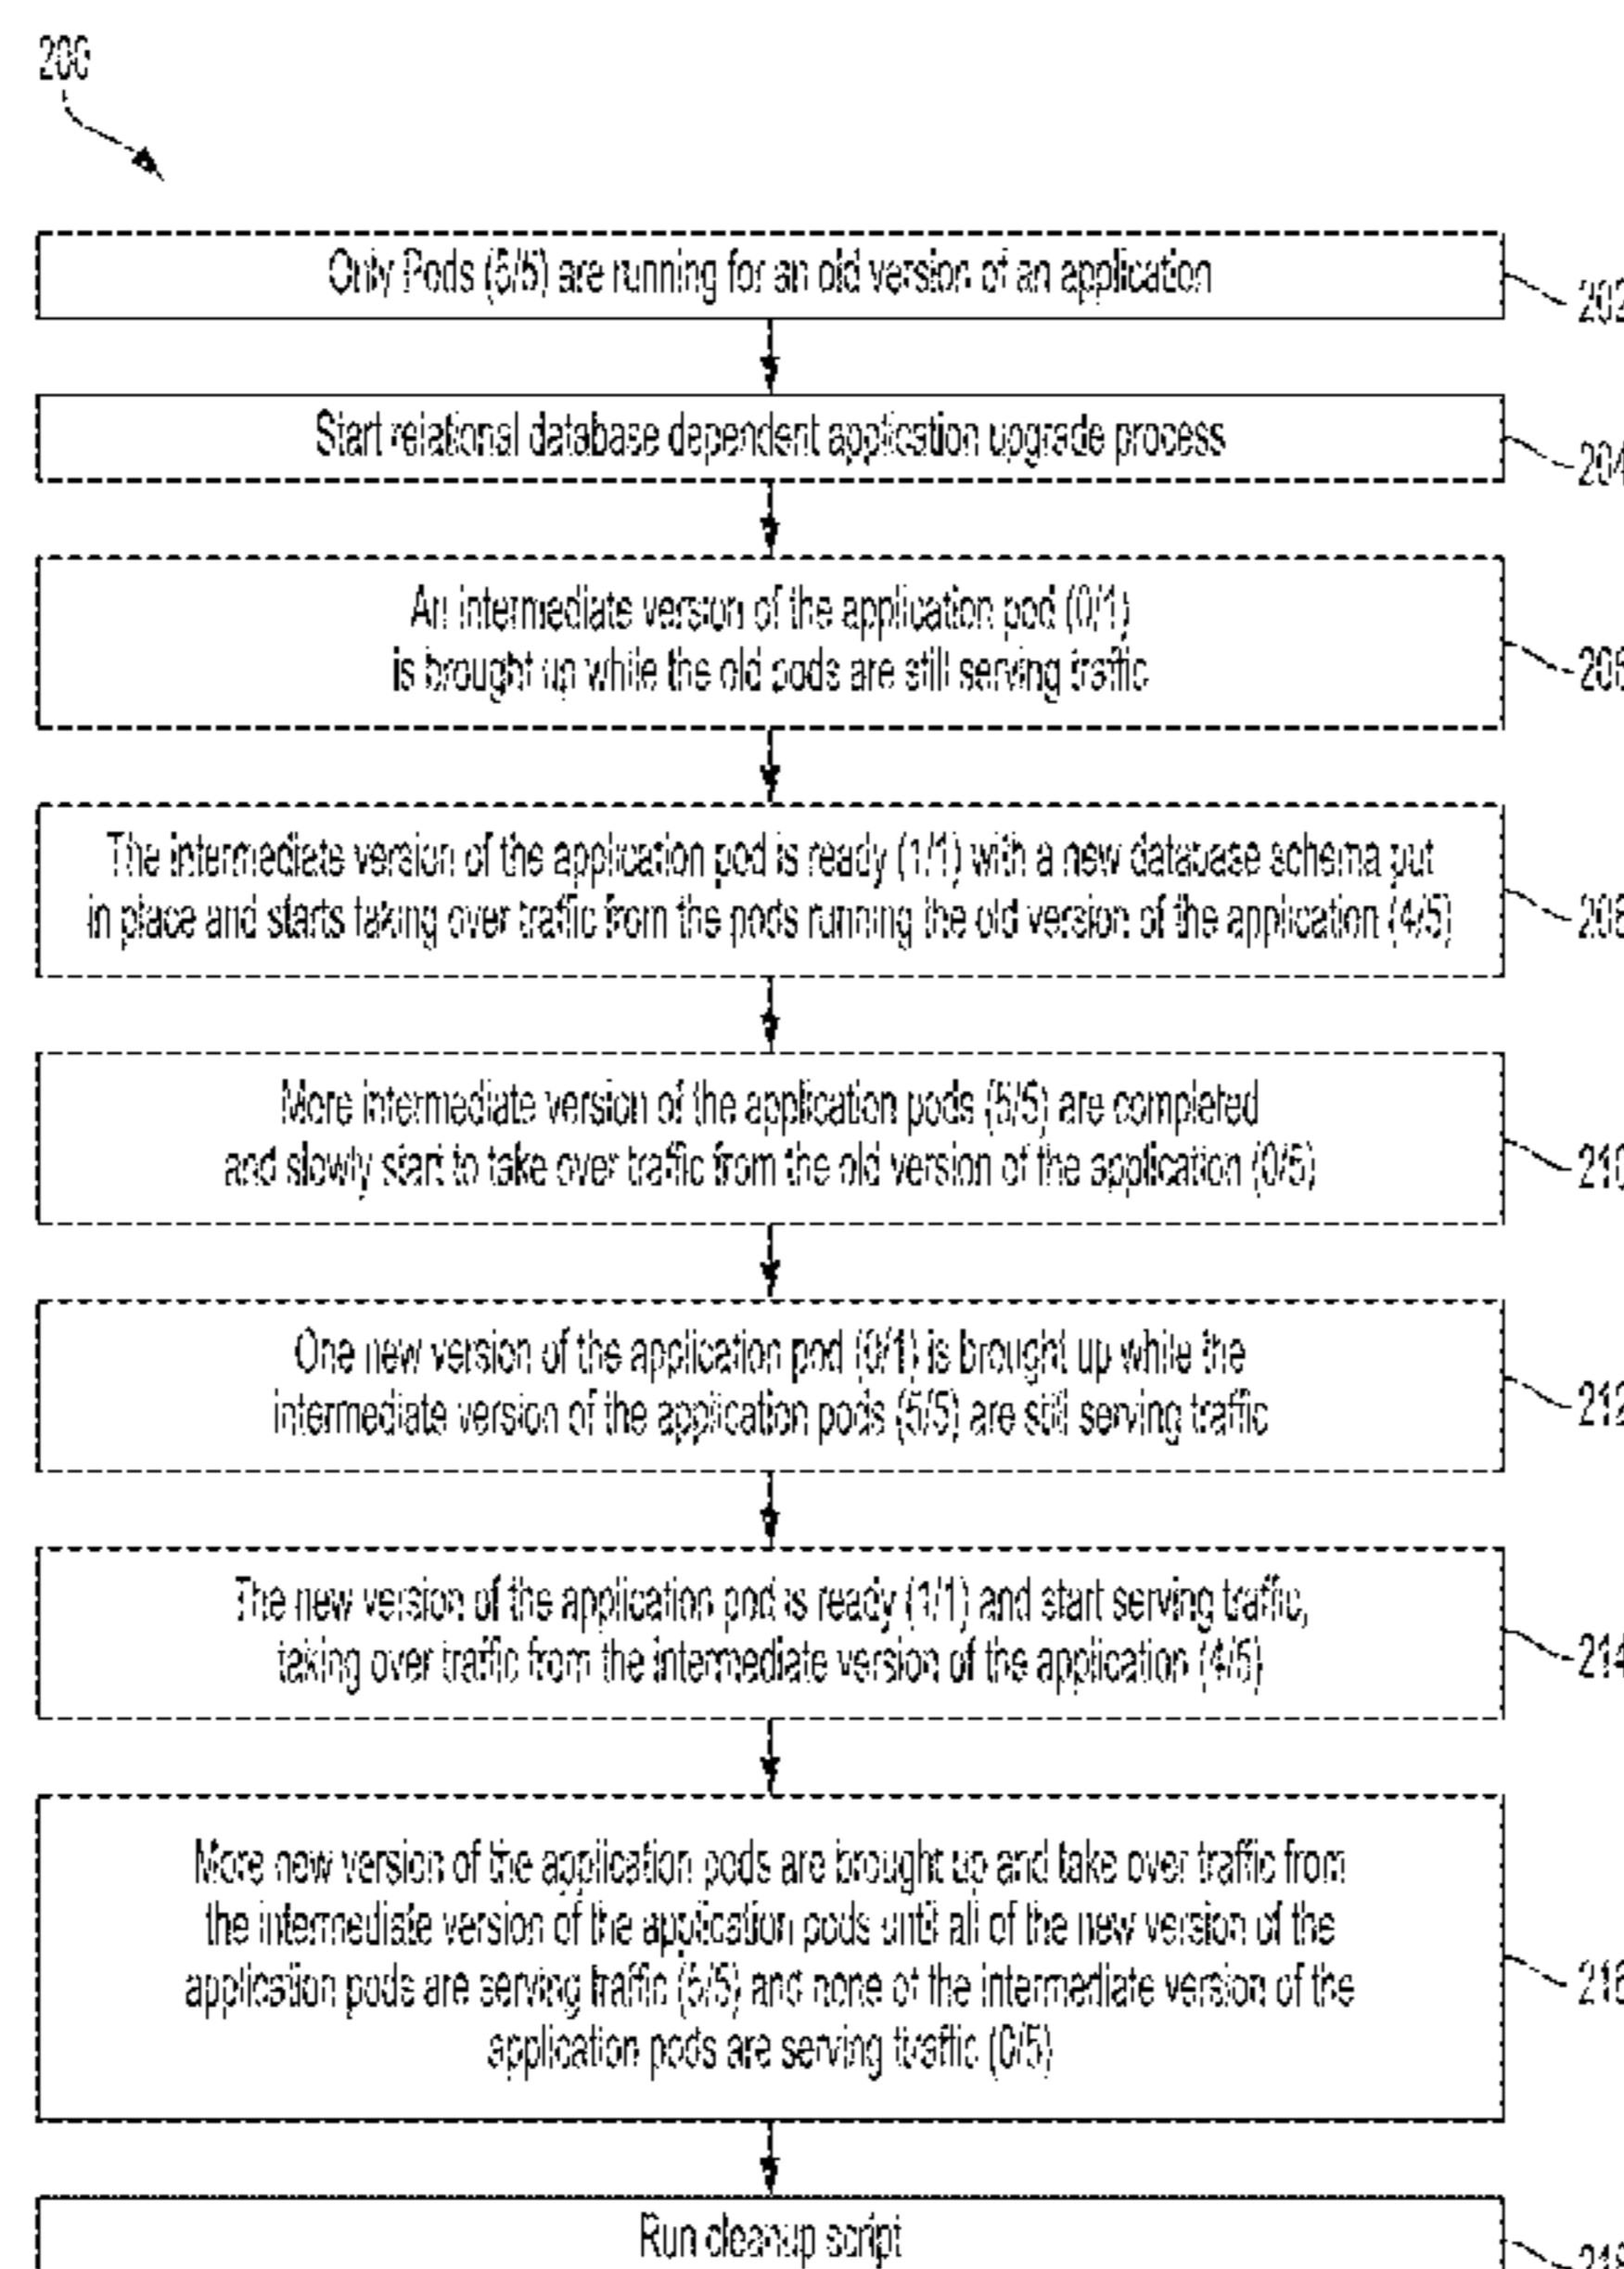 200
Only Pods (5/5) are running for an old version of an application
202
Start relational database dependent application upgrade process
204
An intermediate version of the application pod (0/1)
is brought up while the old pods are still serving traffic
206
The intermediate version of the application pod is ready (1/1) with a new database schema put
in place and starts taking over traffic from the pods running the old version of the application (4/5)
208
More intermediate version of the application pods (5/5) are completed
and slowly start to take over traffic from the old version of the application (0/5)
210
One new version of the application pod (0/1) is brought up while the
intermediate version of the application pods (5/5) are still serving traffic
212
The new version of the application pod is ready (1/1) and start serving traffic,
taking over traffic from the intermediate version of the application (4/5)
214
More new version of the application pods are brought up and take over traffic from
the intermediate version of the application pods until all of the new version of the
application pods are serving traffic (5/5) and none of the intermediate version of the
application pods are serving traffic (0/5)
216
Run cleanup script
218